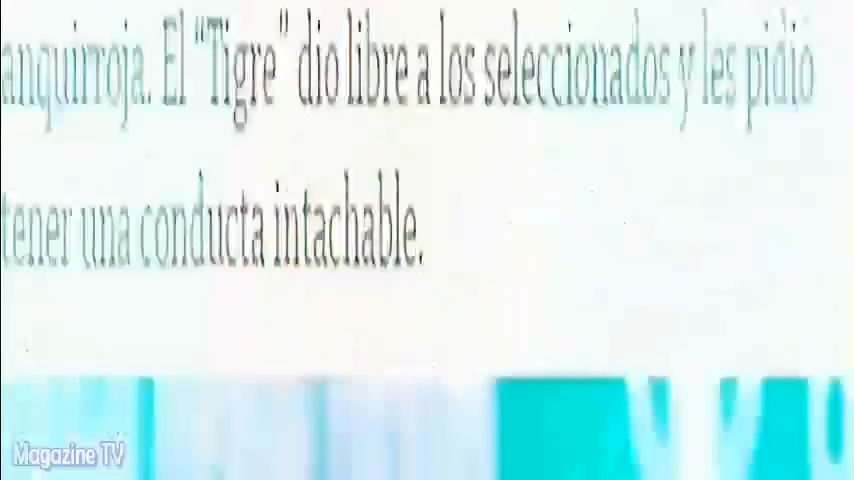 anquirroja. El “Tigre” dio libre a los seleccionados y les pidió
tener una conducta intachable.
Magazine TV